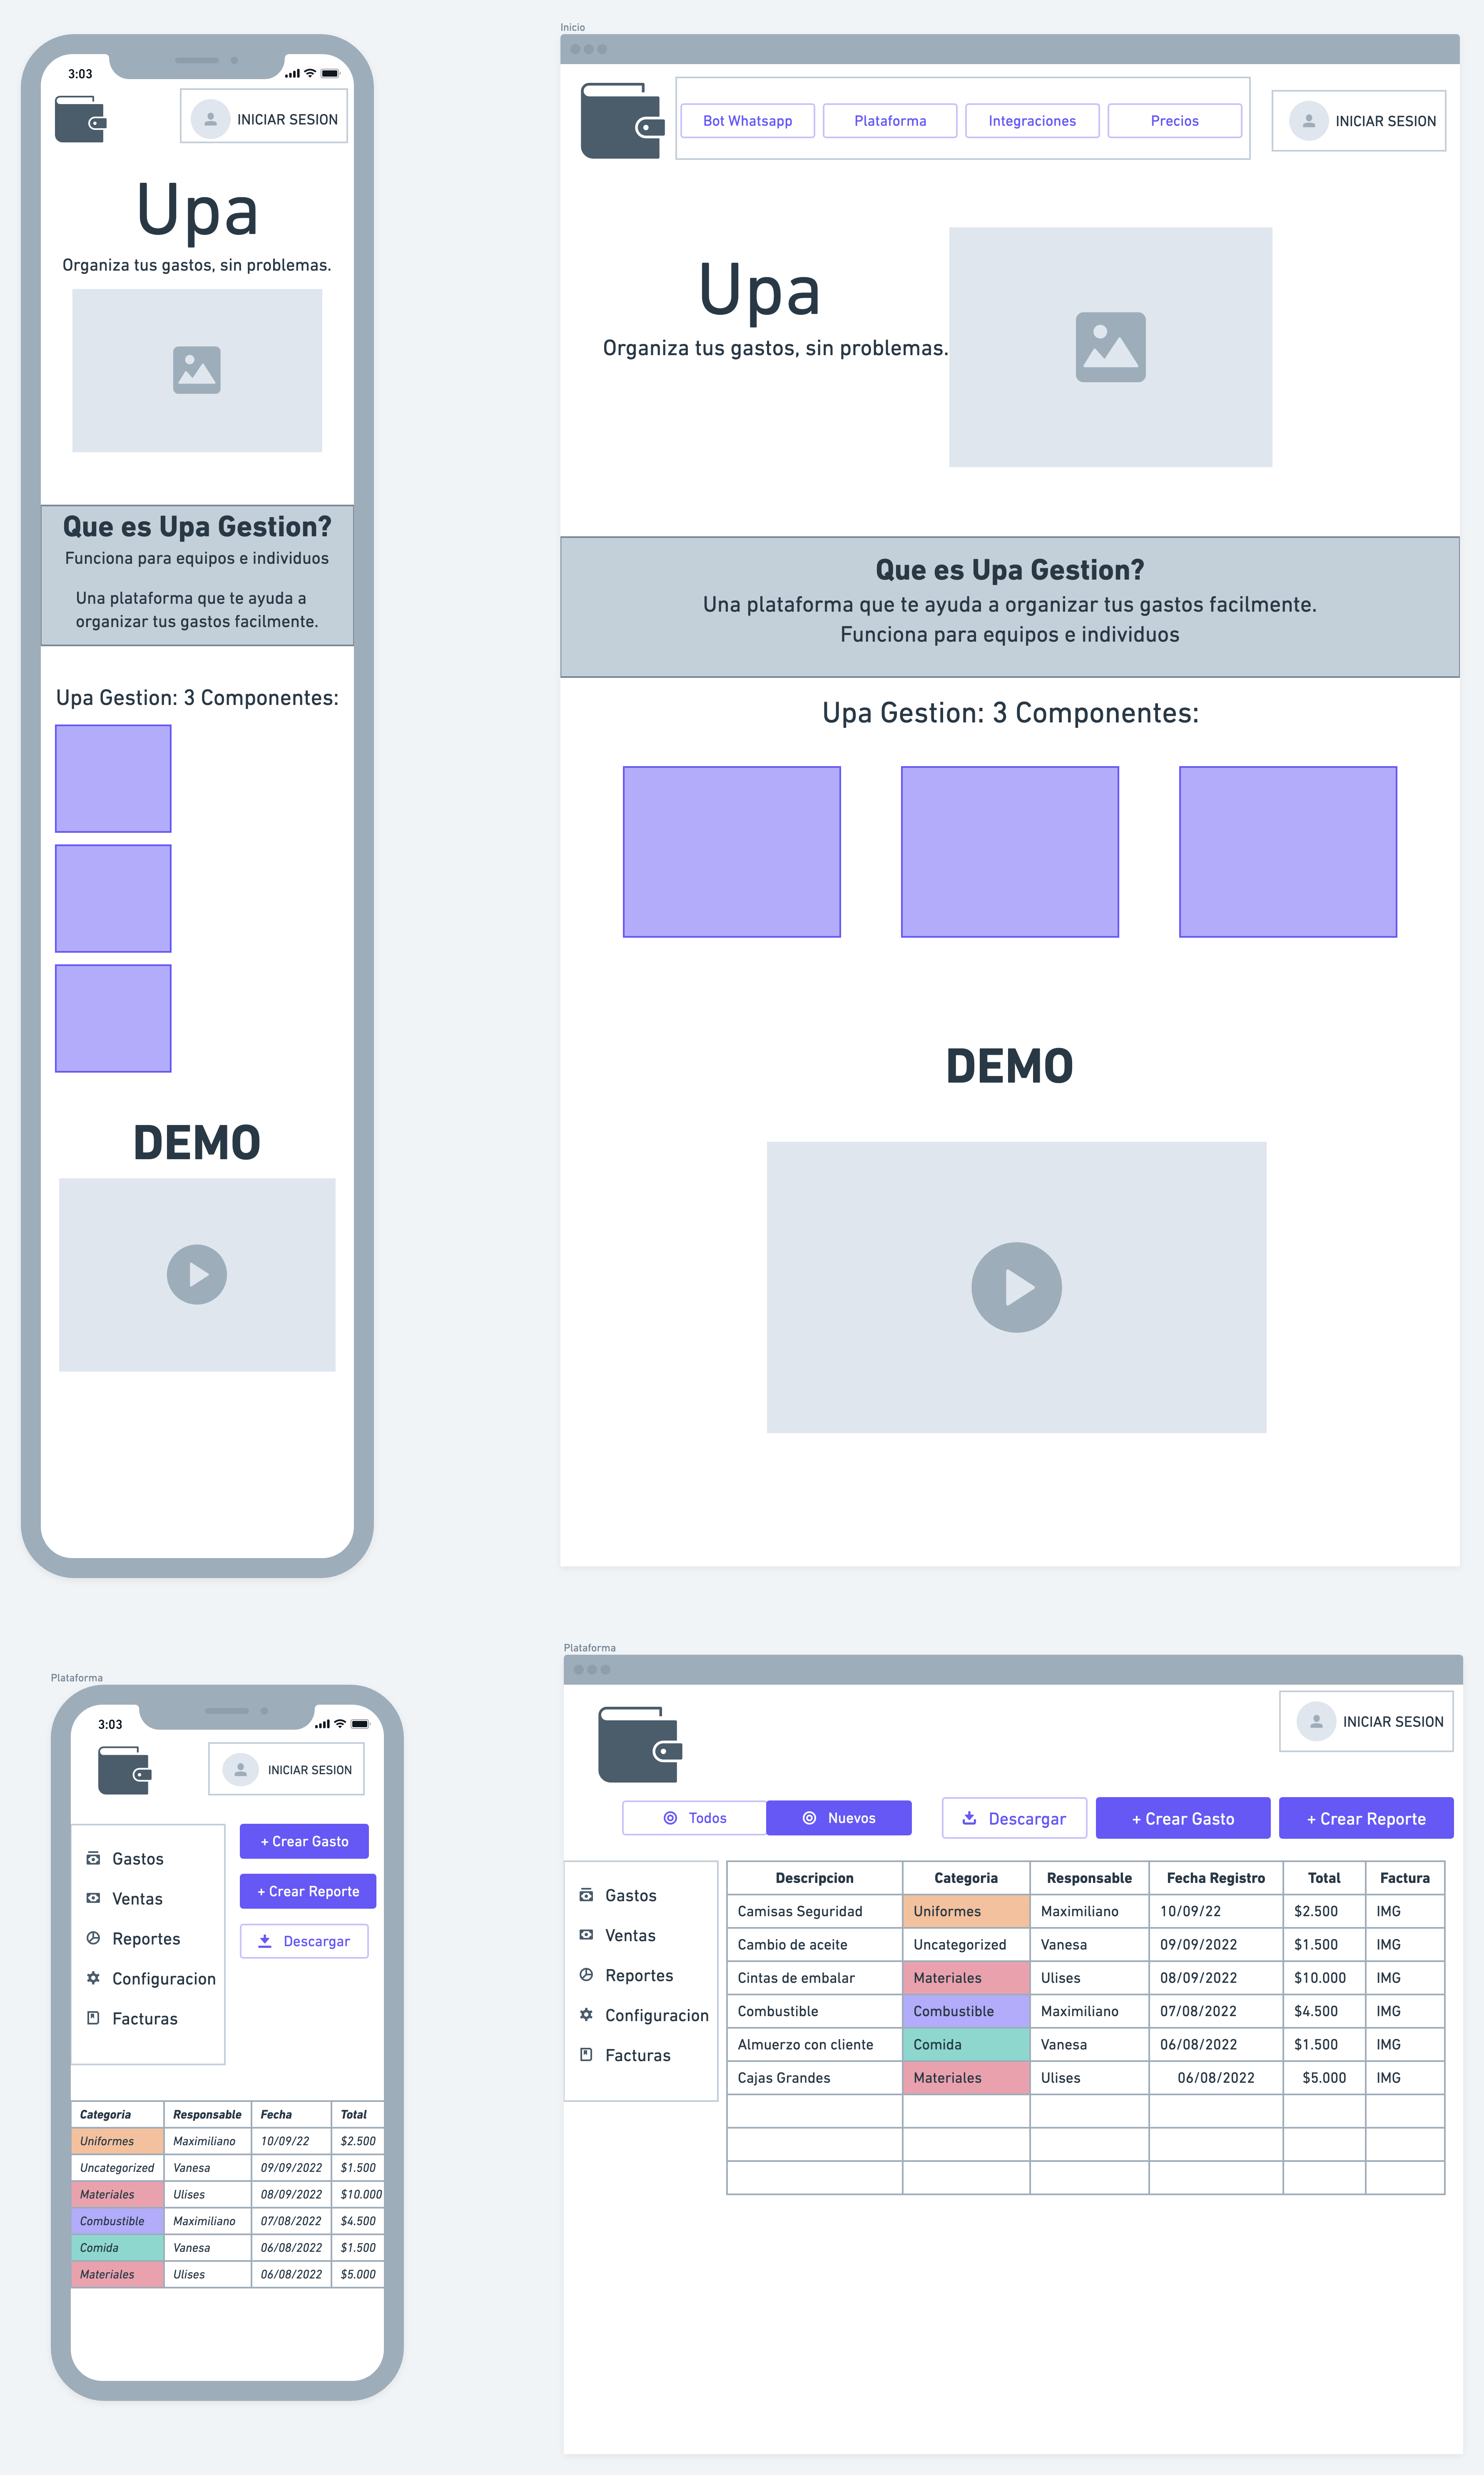 3:03
INICIAR SESION
Upa
Organiza tus gastos, sin problemas.
Que es Upa Gestion?
Funciona para equipos e individuos
Una plataforma que te ayuda a
organizar tus gastos facilmente.
Upa Gestion: 3 Componentes:
DEMO
Inicio
Bot Whatsapp Plataforma Integraciones Precios INICIAR SESION
Upa
Organiza tus gastos, sin problemas.
Que es Upa Gestion?
Una plataforma que te ayuda a organizar tus gastos facilmente.
Funciona para equipos e individuos
Upa Gestion: 3 Componentes:
DEMO
Plataforma
3:03
INICIAR SESION
Gastos
Ventas
Reportes
Configuracion
Facturas
+ Crear Gasto
+ Crear Reporte
Descargar
Categoria Responsable Fecha Total
Uniformes Maximiliano 10/09/22 $2.500
Uncategorized Vanesa 09/09/2022 $1.500
Materiales Ulises 08/09/2022 $10.000
Combustible Maximiliano 07/08/2022 $4.500
Comida Vanesa 06/08/2022 $1.500
Materiales Ulises 06/08/2022 $5.000
Plataforma
INICIAR SESION
Todos Nuevos Descargar + Crear Gasto + Crear Reporte
Gastos
Ventas
Reportes
Configuracion
Facturas
Descripcion Categoria Responsable Fecha Registro Total Factura
Camisas Seguridad Uniformes Maximiliano 10/09/22 $2.500 IMG
Cambio de aceite Uncategorized Vanesa 09/09/2022 $1.500 IMG
Cintas de embalar Materiales Ulises 08/09/2022 $10.000 IMG
Combustible Combustible Maximiliano 07/08/2022 $4.500 IMG
Almuerzo con cliente Comida Vanesa 06/08/2022 $1.500 IMG
Cajas Grandes Materiales Ulises 06/08/2022 $5.000 IMG